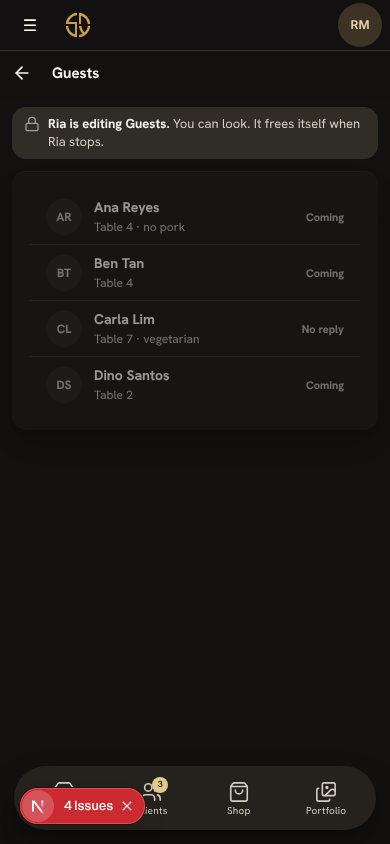 RM
Guests
Ria is editing Guests. You can look. It frees itself when
Ria stops.
AR
Ana Reyes
Table 4 · no pork
Coming
BT
Ben Tan
Table 4
Coming
CL
Carla Lim
Table 7 · vegetarian
No reply
DS
Dino Santos
Table 2
Coming
3
Shop
Portfolio
N
4 Issues